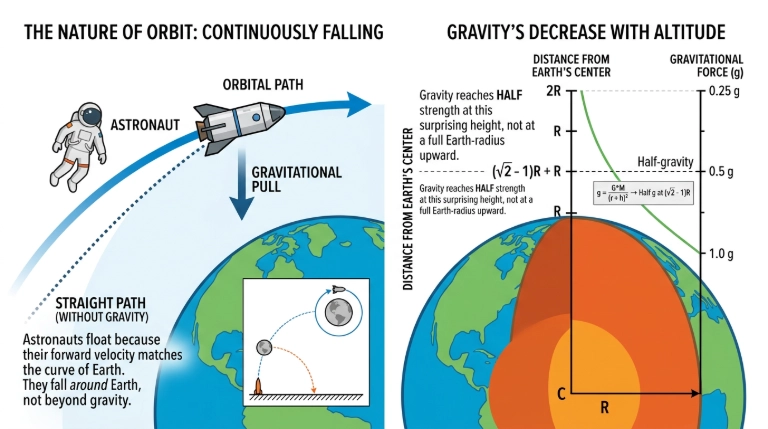 THE NATURE OF ORBIT: CONTINUOUSLY FALLING
ORBITAL PATH
ASTRONAUT
GRAVITATIONAL
PULL
STRAIGHT PATH
(WITHOUT GRAVITY)
Astronauts float because
their forward velocity matches
the curve of Earth.
They fall around Earth,
not beyond gravity.
GRAVITY'S DECREASE WITH ALTITUDE
DISTANCE FROM
EARTH'S CENTER
GRAVITATIONAL
FORCE (g)
DISTANCE FROM EARTH'S CENTER
Gravity reaches HALF
strength at this
surprising height, not at
a full Earth-radius
upward.
2R
0.25 g
R
(√2 - 1)R + R
Half-gravity
0.5 g
Gravity reaches HALF strength
at this surprising height, not at a
full Earth-radius upward.
g = G*M/(r+h)² → Half g at (√2 - 1)R
R
1.0 g
C
R